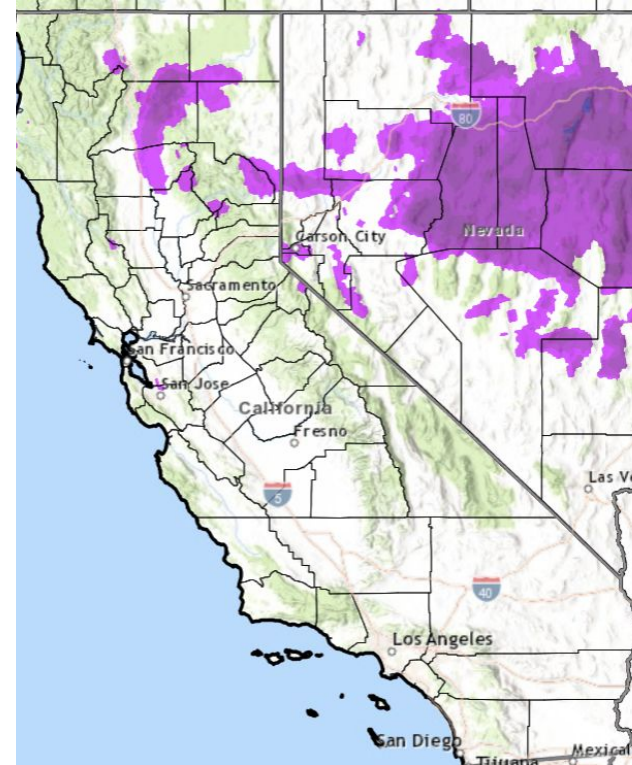 80
Nevada
Carson City
Sacramento
San Francisco
San Jose
California
Fresno
5
Las Ve
40
Los Angeles
San Diego
Tijuana
Mexical